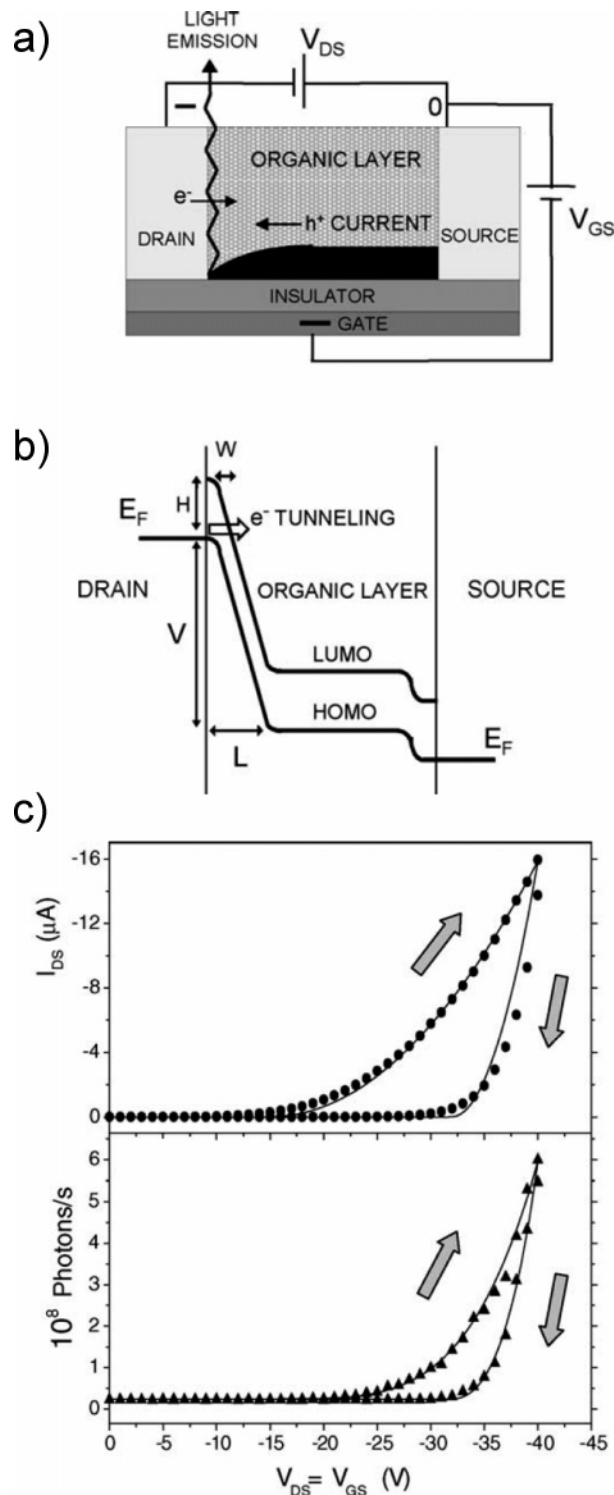 a)
LIGHT
EMISSION
V_DS
− 0
ORGANIC LAYER
e-
h+ CURRENT
DRAIN
SOURCE
V_GS
INSULATOR
GATE
b)
W
H
E_F
e- TUNNELING
DRAIN
ORGANIC LAYER
SOURCE
V
LUMO
HOMO
L
E_F
c)
-16
-12
-8
-4
0
I_DS (μA)
6
5
4
3
2
1
0
10^8 Photons/s
0 -5 -10 -15 -20 -25 -30 -35 -40 -45
V_DS= V_GS (V)